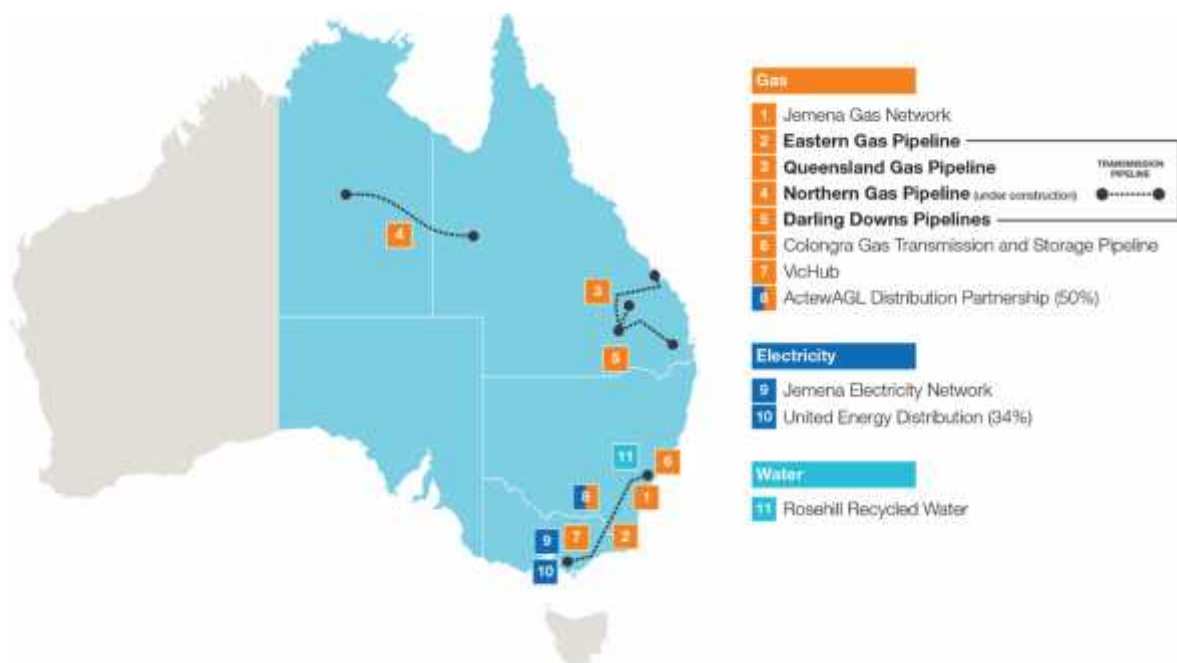 Gas
1 Jemena Gas Network
2 Eastern Gas Pipeline
3 Queensland Gas Pipeline
4 Northern Gas Pipeline (under construction)
5 Darling Downs Pipelines
6 Colongra Gas Transmission and Storage Pipeline
7 VicHub
8 ActewAGL Distribution Partnership (50%)
TRANSMISSION
PIPELINE
Electricity
9 Jemena Electricity Network
10 United Energy Distribution (34%)
Water
11 Rosehill Recycled Water
4
3
5
11
6
8
1
9
7
2
10